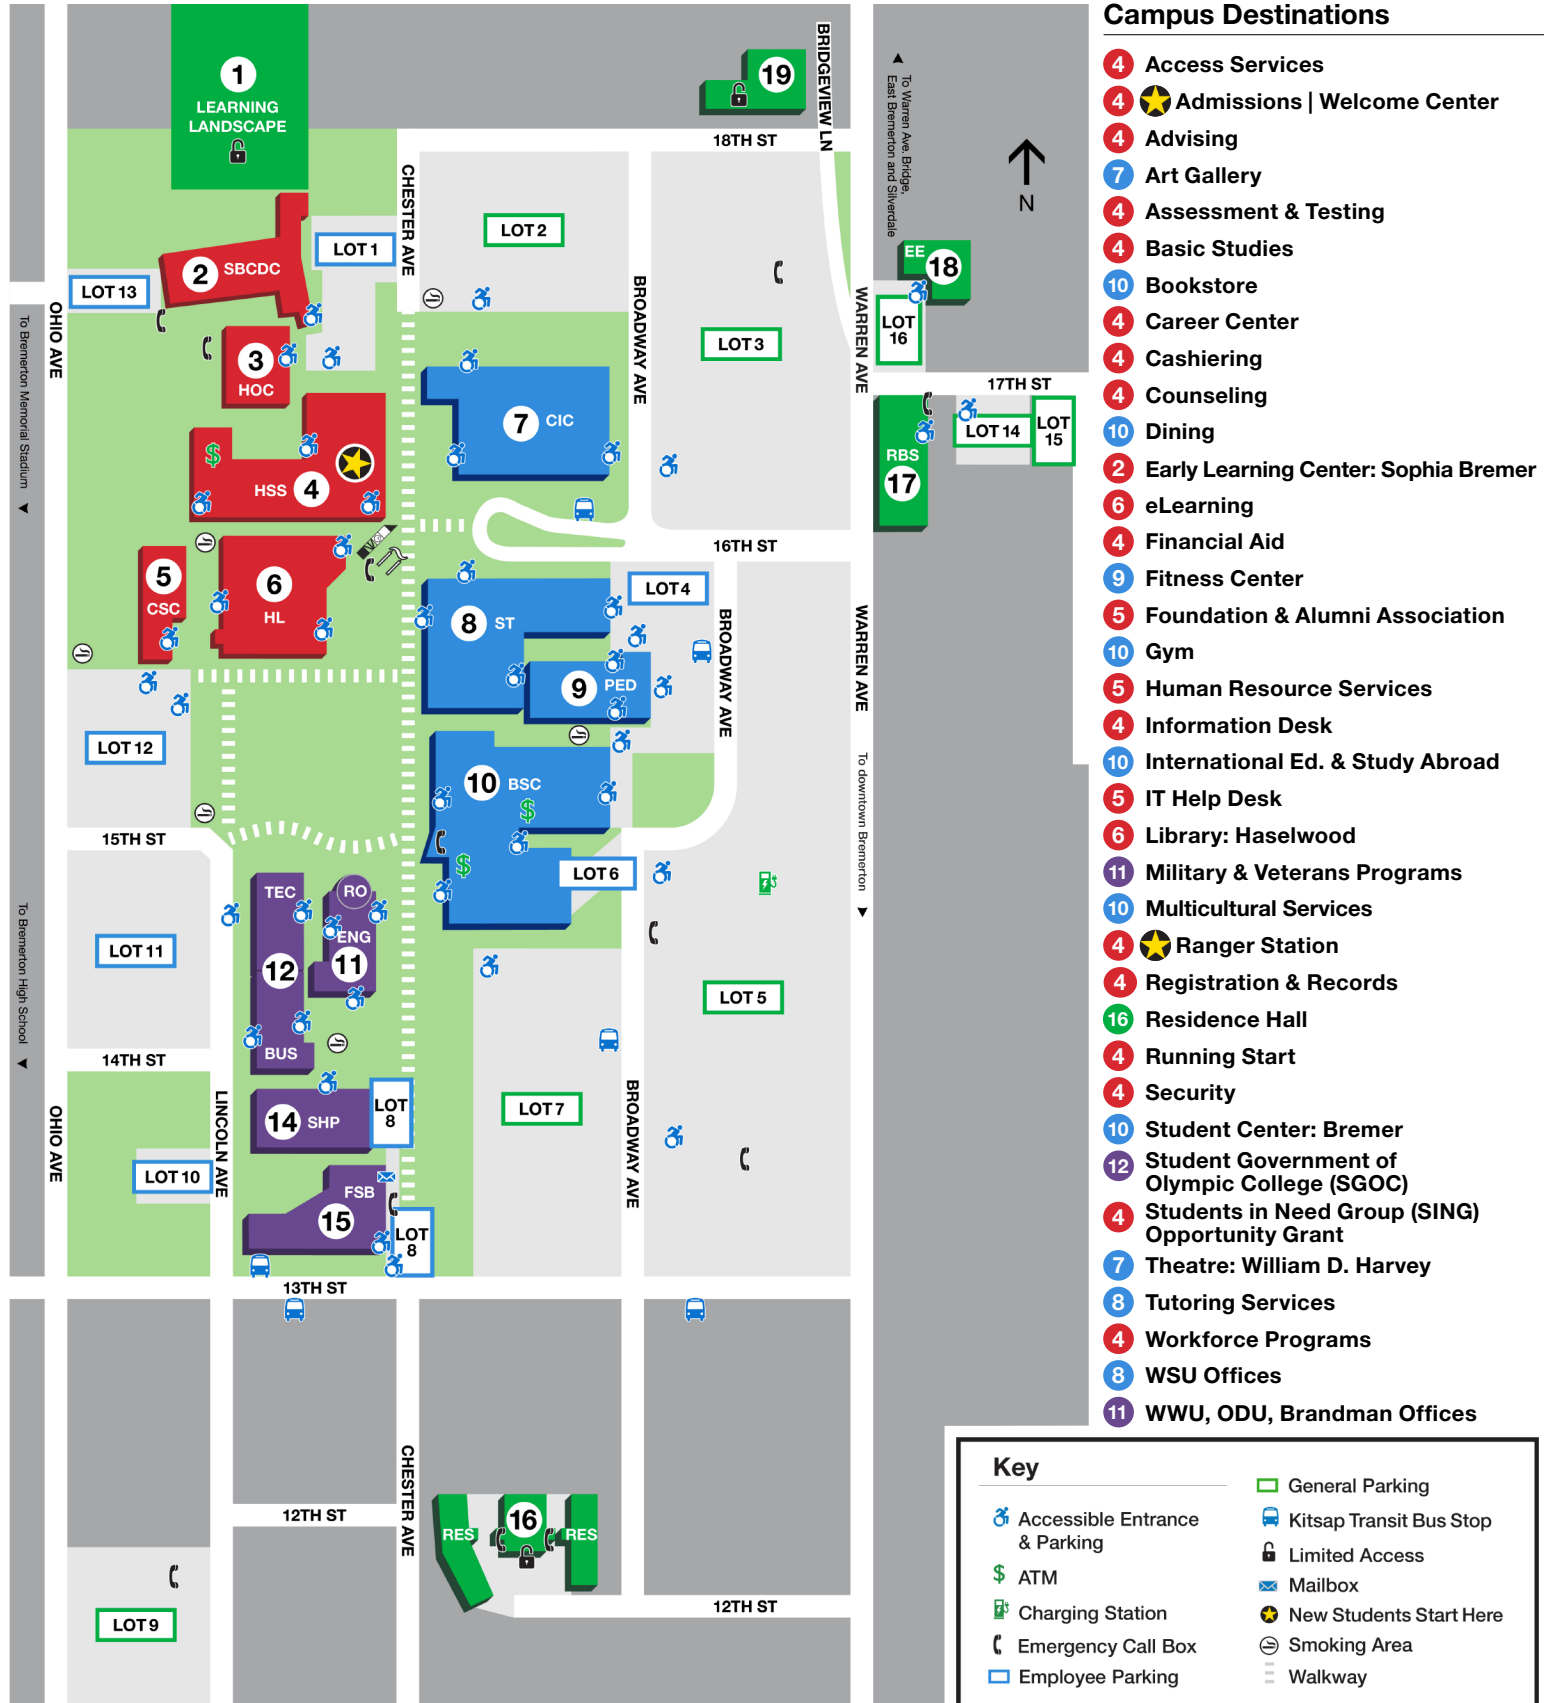 1
LEARNING
LANDSCAPE
19
BRIDGEVIEW LN
18TH ST
To Warren Ave. Bridge,
East Bremerton and Silverdale
N
CHESTER AVE
LOT 2
LOT 1
2 SBCDC
LOT 13
EE
18
LOT
16
OHIO AVE
BROADWAY AVE
WARREN AVE
LOT 3
3
HOC
To Bremerton Memorial Stadium
17TH ST
7 CIC
LOT 14
LOT
15
RBS
17
$
HSS 4
16TH ST
5
CSC
6
HL
8 ST
LOT 4
BROADWAY AVE
WARREN AVE
9 PED
LOT 12
10 BSC
$
To downtown Bremerton
15TH ST
$
LOT 6
TEC
RO
ENG
11
12
BUS
LOT 11
LOT 5
To Bremerton High School
14TH ST
LINCOLN AVE
OHIO AVE
14 SHP
LOT
8
LOT 7
BROADWAY AVE
LOT 10
FSB
15
LOT
8
13TH ST
CHESTER AVE
12TH ST
RES
16
RES
12TH ST
LOT 9
Campus Destinations
4 Access Services
4 Admissions | Welcome Center
4 Advising
7 Art Gallery
4 Assessment & Testing
4 Basic Studies
10 Bookstore
4 Career Center
4 Cashiering
4 Counseling
10 Dining
2 Early Learning Center: Sophia Bremer
6 eLearning
4 Financial Aid
9 Fitness Center
5 Foundation & Alumni Association
10 Gym
5 Human Resource Services
4 Information Desk
10 International Ed. & Study Abroad
5 IT Help Desk
6 Library: Haselwood
11 Military & Veterans Programs
10 Multicultural Services
4 Ranger Station
4 Registration & Records
16 Residence Hall
4 Running Start
4 Security
10 Student Center: Bremer
12 Student Government of
Olympic College (SGOC)
4 Students in Need Group (SING)
Opportunity Grant
7 Theatre: William D. Harvey
8 Tutoring Services
4 Workforce Programs
8 WSU Offices
11 WWU, ODU, Brandman Offices
Key
Accessible Entrance
& Parking
$ ATM
Charging Station
Emergency Call Box
Employee Parking
General Parking
Kitsap Transit Bus Stop
Limited Access
Mailbox
New Students Start Here
Smoking Area
Walkway